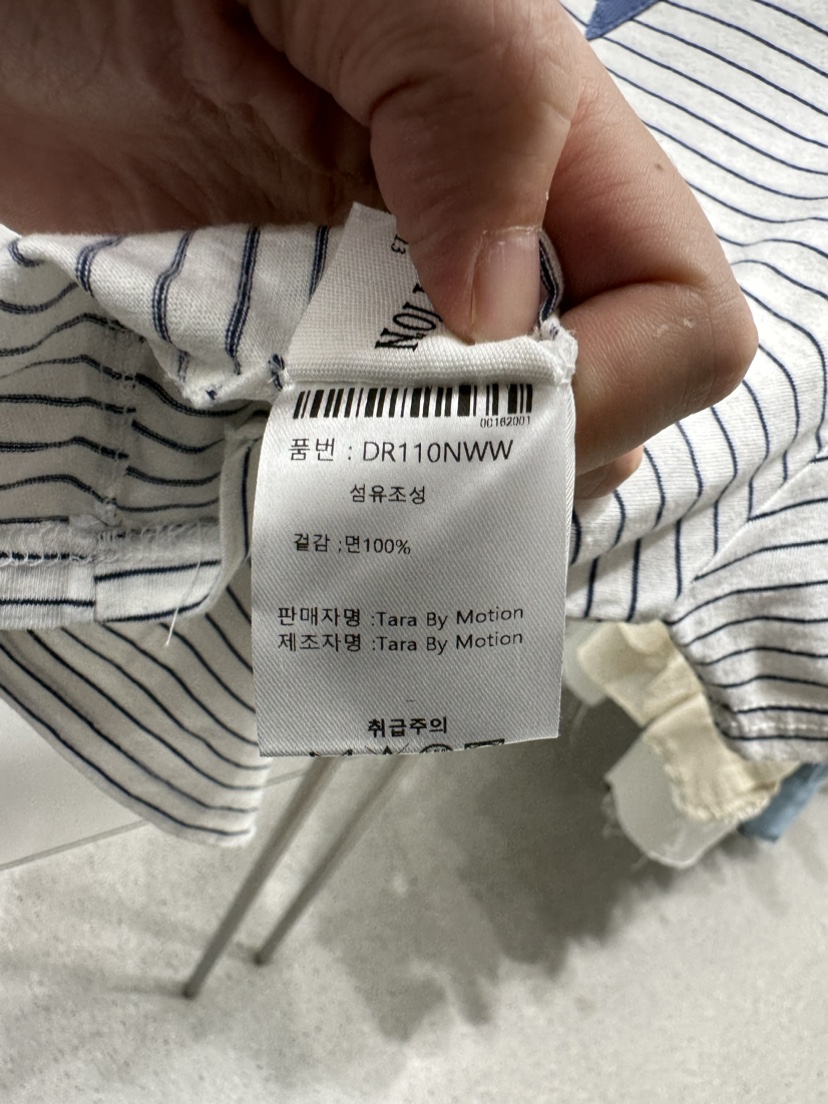 00162001
품번 : DR110NWW
섬유조성
겉감 ;면100%
판매자명 :Tara By Motion
제조자명 :Tara By Motion
취급주의